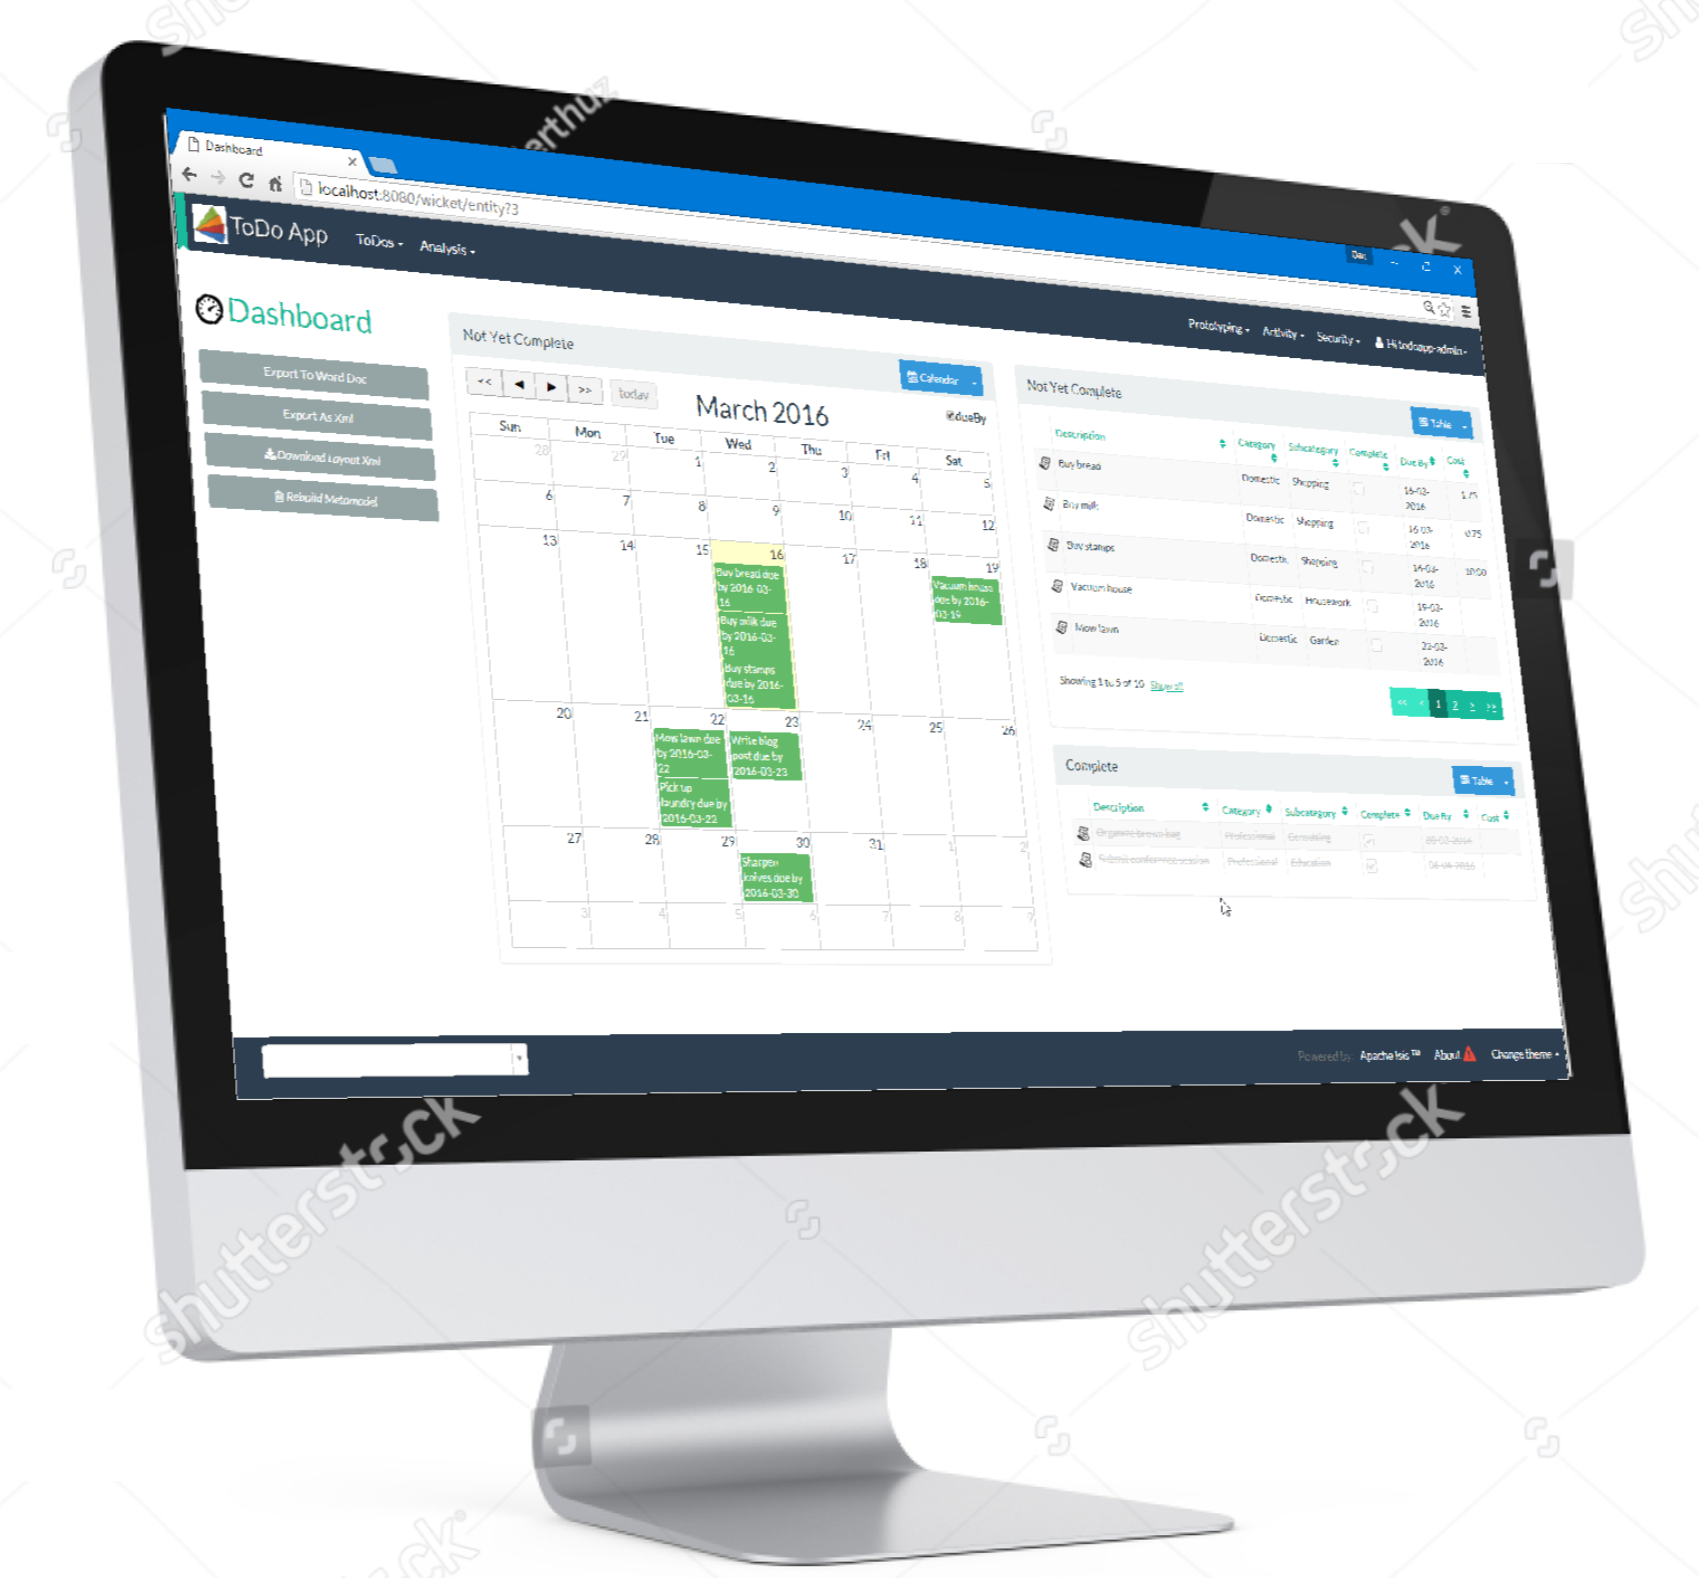 Dashboard
localhost:8080/wicket/entity?3
Dan
ToDo App
ToDos
Analysis
Prototyping
Activity
Security
Hi todoapp-admin
Dashboard
Export To Word Doc
Export As Xml
Download Layout Xml
Rebuild Metamodel
Not Yet Complete
Calendar
<< ◀ ▶ >> today
March 2016
dueBy
Sun Mon Tue Wed Thu Fri Sat
28 29 1 2 3 4 5
6 7 8 9 10 11 12
13 14 15 16 17 18 19
Buy bread due
by 2016-03-
16
Buy milk due
by 2016-03-
16
Buy stamps
due by 2016-
03-16
Vacuum house
due by 2016-
03-19
20 21 22 23 24 25 26
Mow lawn due
by 2016-03-
22
Pick up
laundry due by
2016-03-22
Write blog
post due by
2016-03-23
27 28 29 30 31 1 2
Sharpen
knives due by
2016-03-30
3 4 5 6 7 8 9
Not Yet Complete
Table
Description Category Subcategory Complete Due By Cost
Buy bread Domestic Shopping 16-03-2016 1.75
Buy milk Domestic Shopping 16-03-2016 0.75
Buy stamps Domestic Shopping 16-03-2016 10.00
Vacuum house Domestic Housework 19-03-2016
Mow lawn Domestic Garden 22-03-2016
Showing 1 to 5 of 10 Show all
<< < 1 2 > >>
Complete
Table
Description Category Subcategory Complete Due By Cost
Organize brown bag Professional Consulting
Submit conference session Professional Education 06-04-2016
Powered by: Apache Isis ™ About Change theme
shutterstock
shutterstock